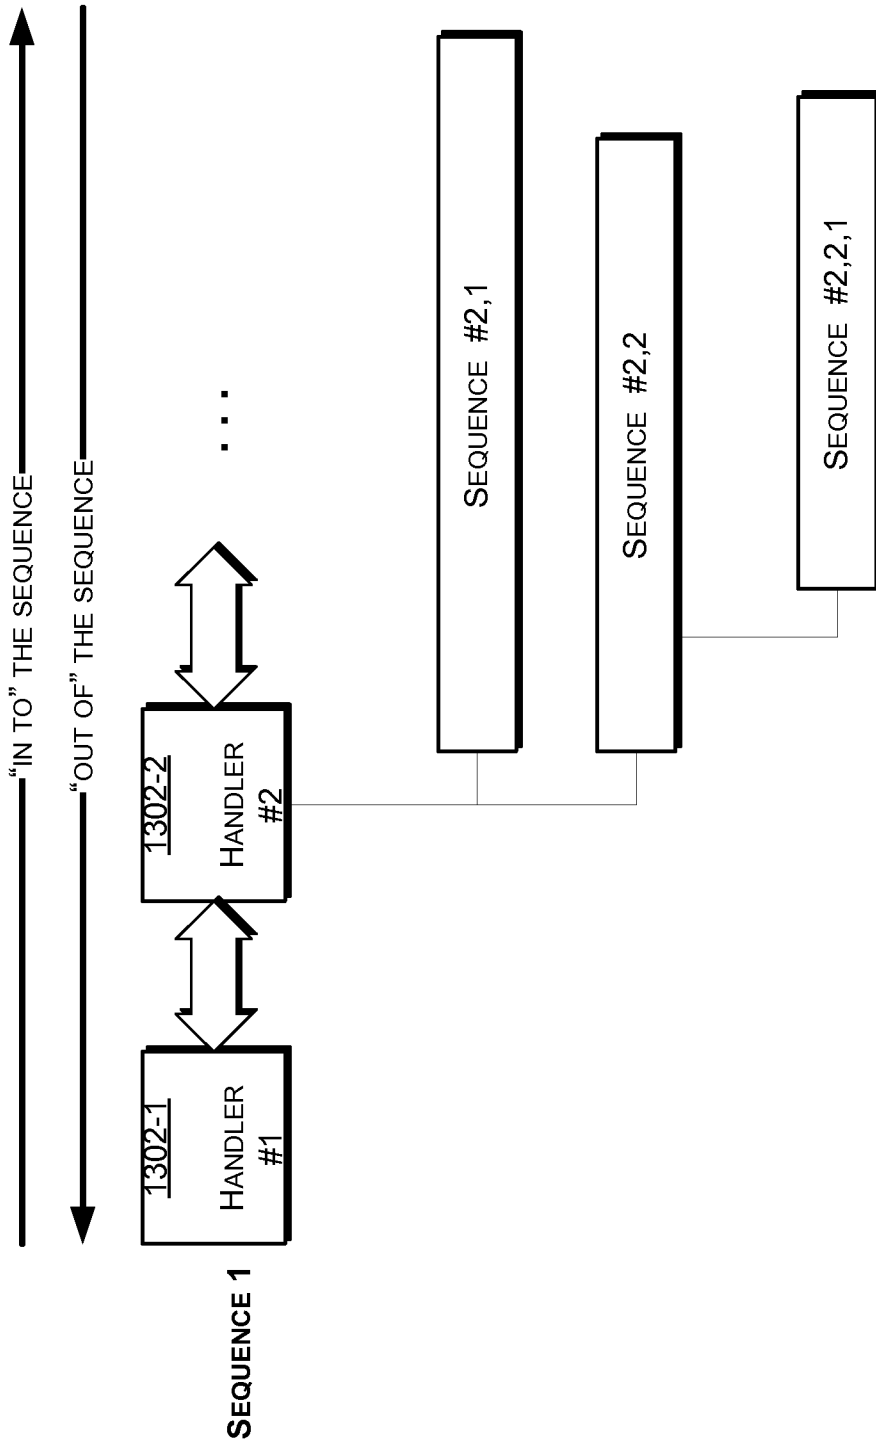 “IN TO” THE SEQUENCE
“OUT OF” THE SEQUENCE
SEQUENCE 1
1302-1
HANDLER
#1
1302-2
HANDLER
#2
...
SEQUENCE #2,1
SEQUENCE #2,2
SEQUENCE #2,2,1